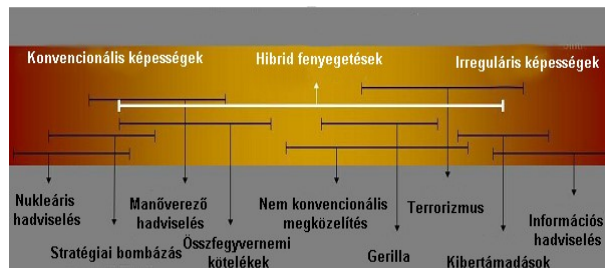 Konvencionális képességek
Hibrid fenyegetések
Irreguláris képességek
Nukleáris
hadviselés
Manőverező
hadviselés
Nem konvencionális
megközelítés
Terrorizmus
Információs
hadviselés
Stratégiai bombázás
Összfegyvernemi
kötelékek
Gerilla
Kibertámadások